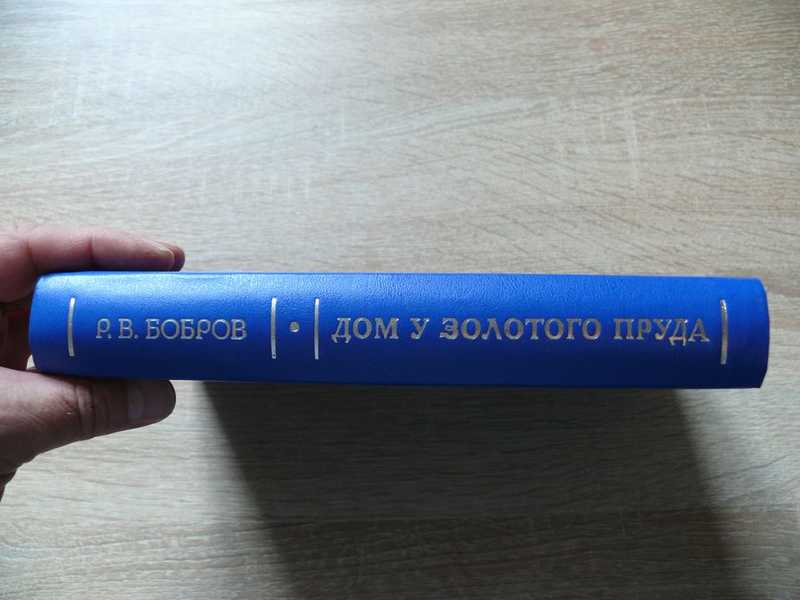 Р. В. БОБРОВ • ДОМ У ЗОЛОТОГО ПРУДА